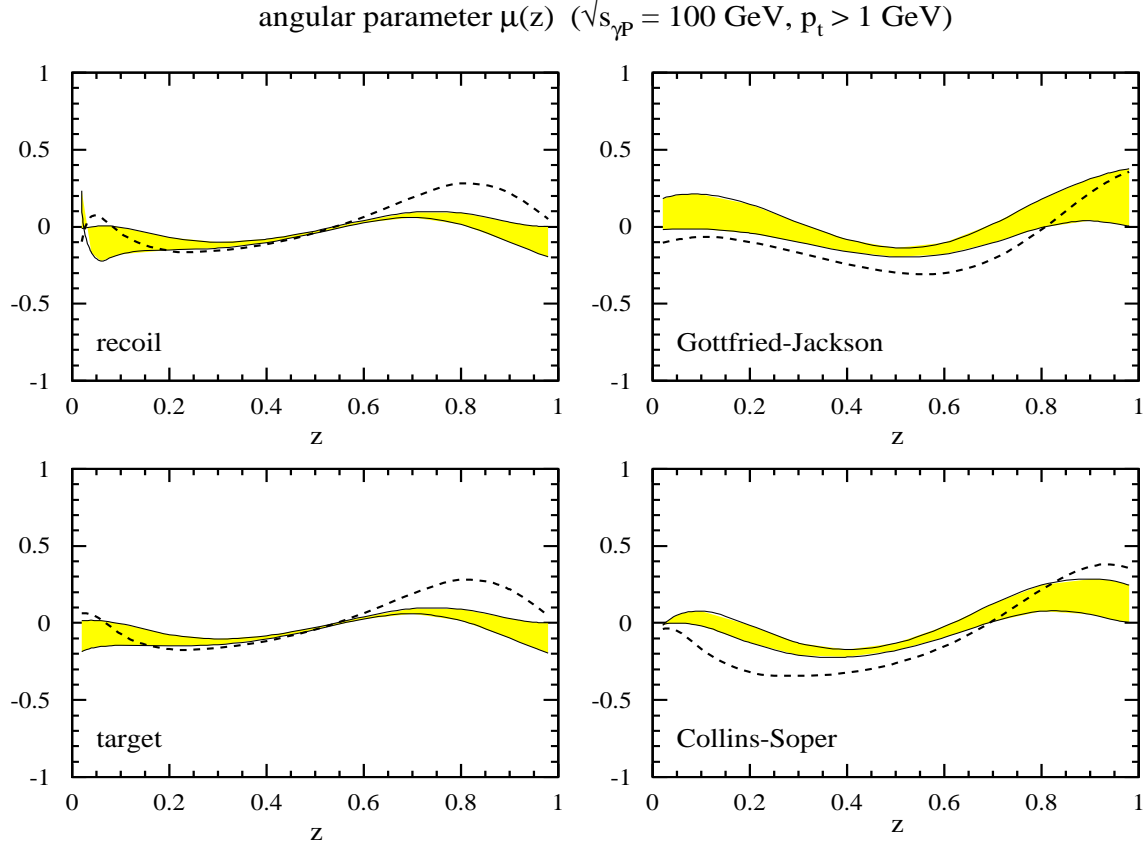 angular parameter μ(z) (√s_γP = 100 GeV, p_t > 1 GeV)
1
0.5
0
-0.5
-1
recoil
0 0.2 0.4 0.6 0.8 1
z
1
0.5
0
-0.5
-1
Gottfried-Jackson
0 0.2 0.4 0.6 0.8 1
z
1
0.5
0
-0.5
-1
target
0 0.2 0.4 0.6 0.8 1
z
1
0.5
0
-0.5
-1
Collins-Soper
0 0.2 0.4 0.6 0.8 1
z